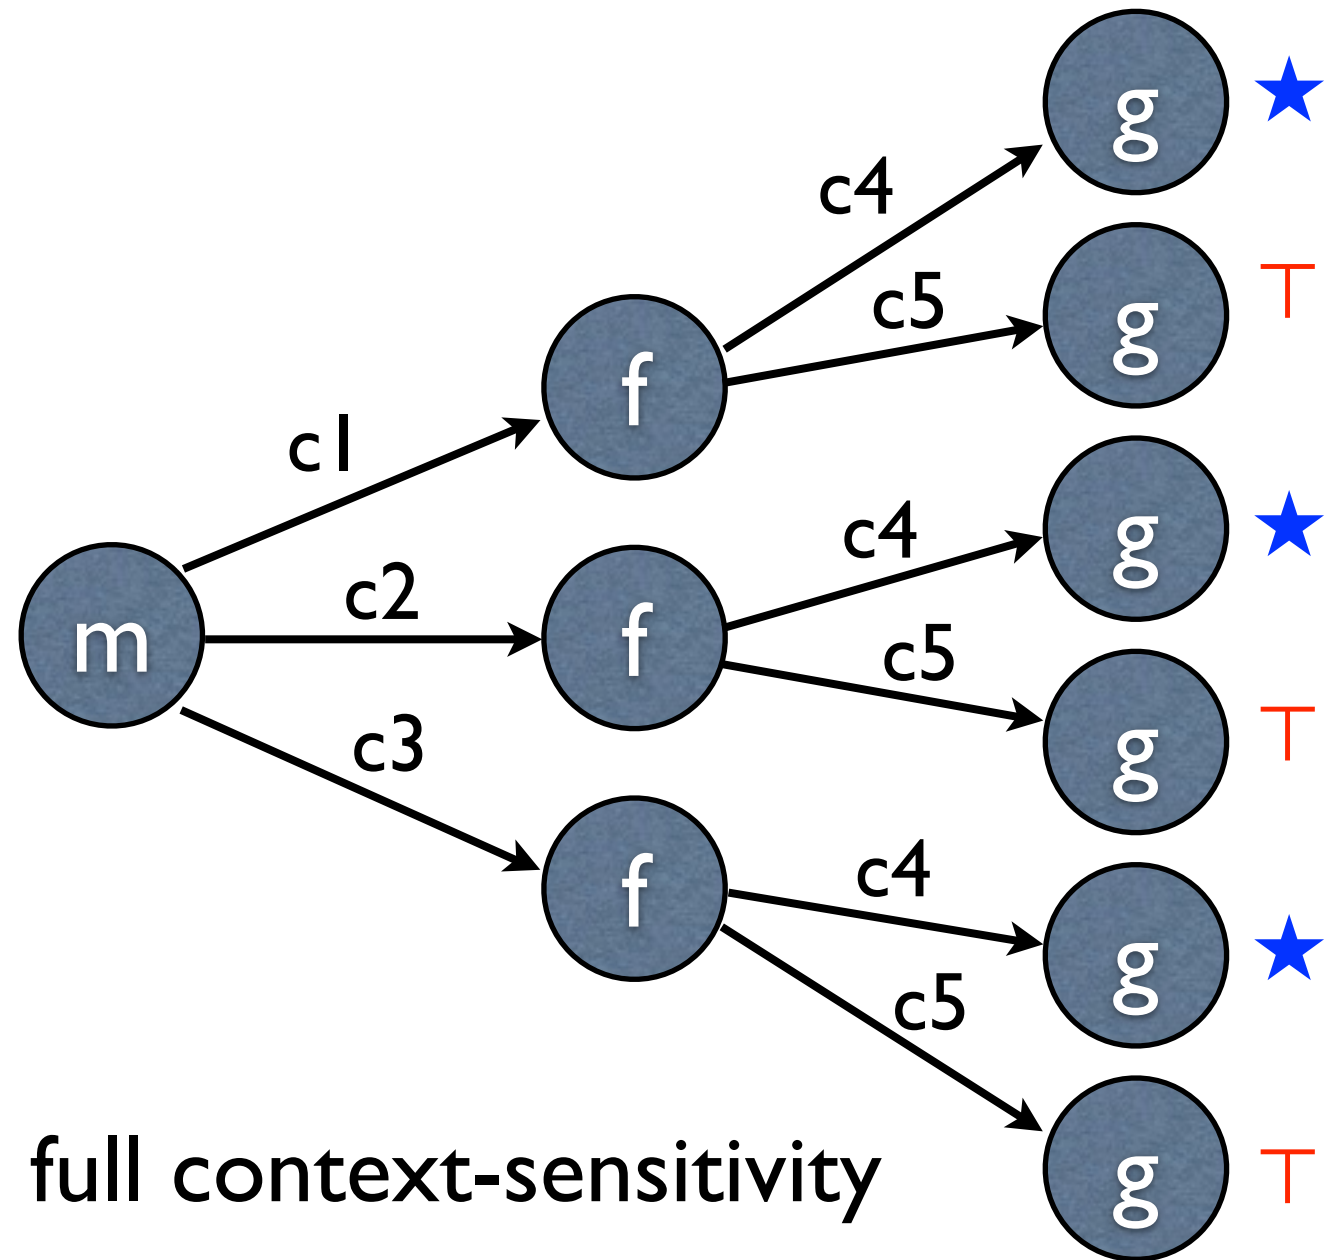 g ★
c4
g ⊤
c5
f
c1
g ★
c4
m
c2
f
c5
g ⊤
c3
f
c4
g ★
c5
g ⊤
full context-sensitivity